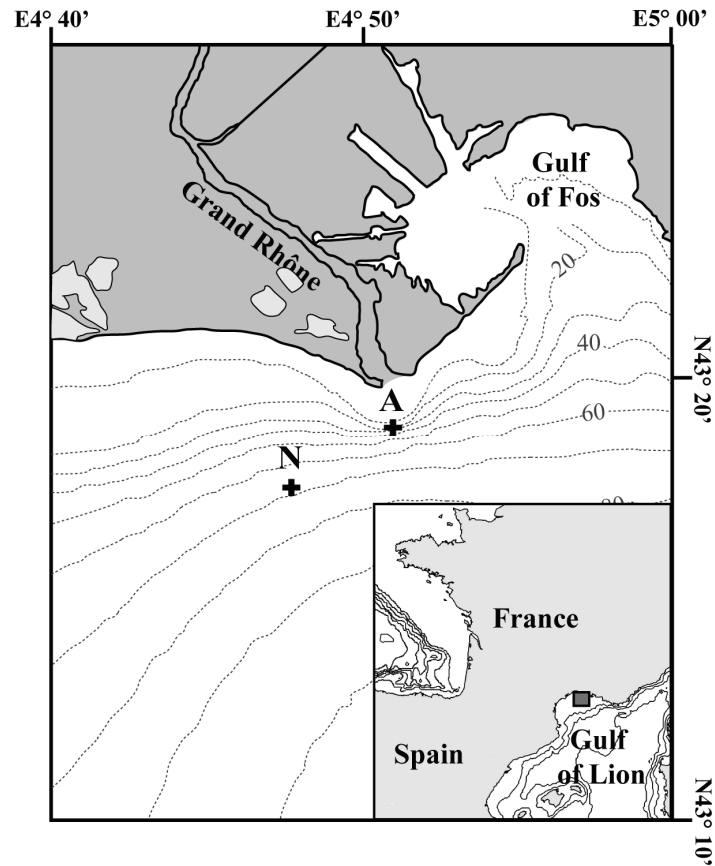 E4° 40'
E4° 50'
E5° 00'
Gulf
of Fos
Grand Rhône
20
40
N43° 20'
A
60
N
France
Gulf
of Lion
Spain
N43° 10'